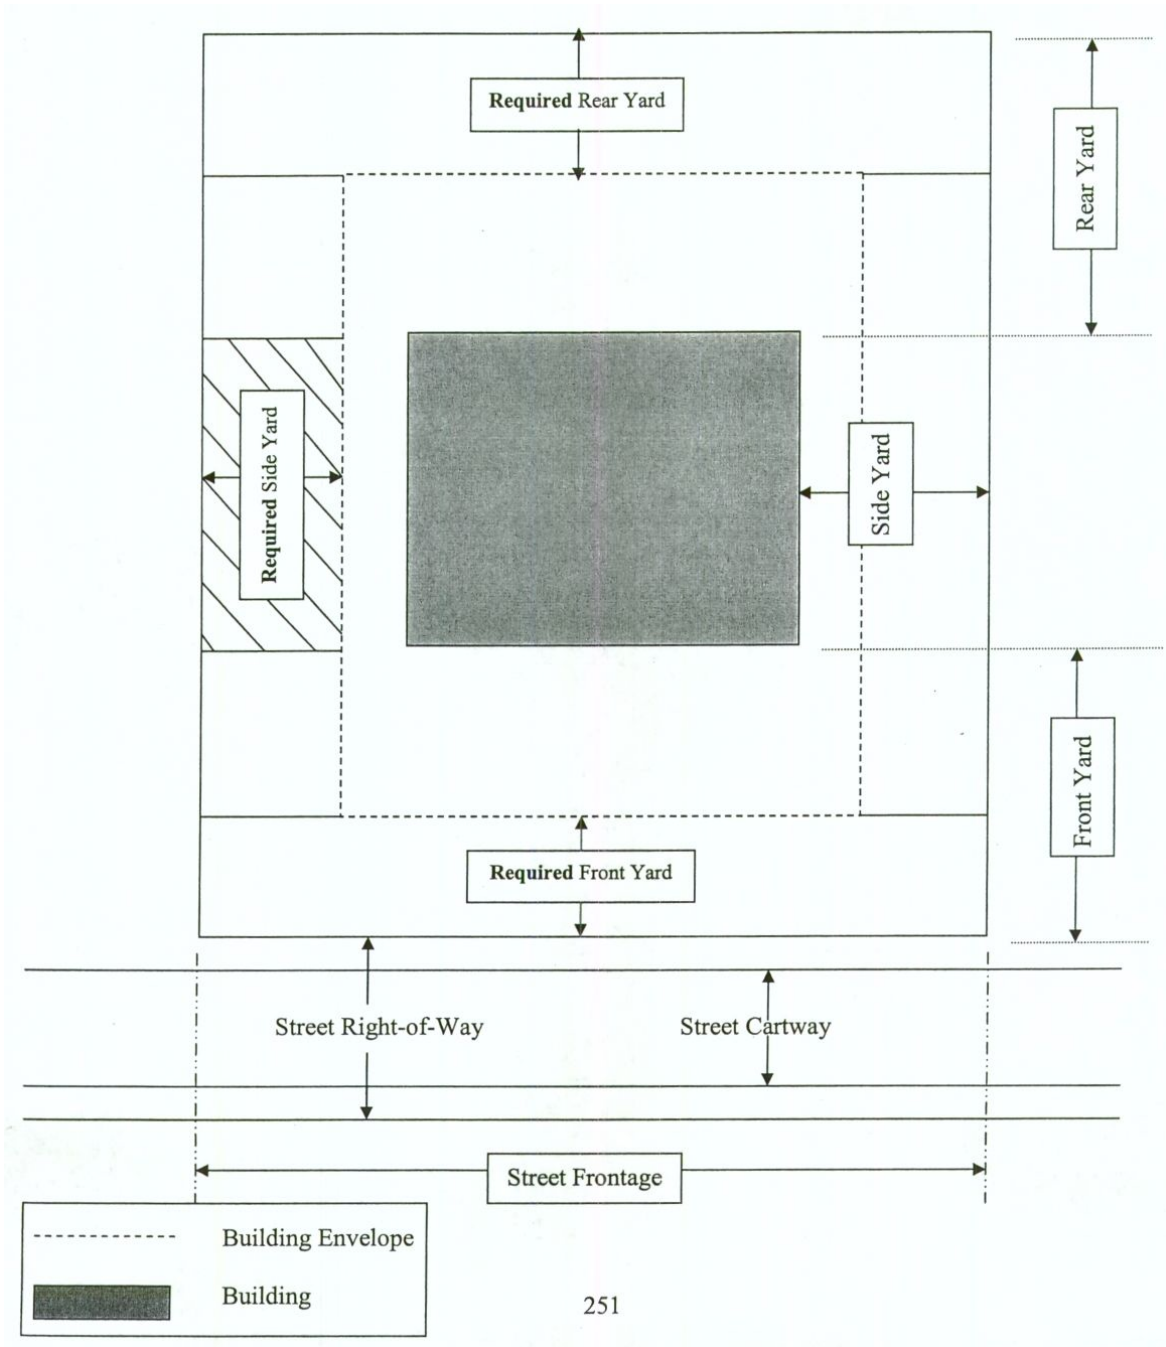 Required Rear Yard
Rear Yard
Required Side Yard
Side Yard
Front Yard
Required Front Yard
Street Right-of-Way
Street Cartway
Street Frontage
Building Envelope
Building
251